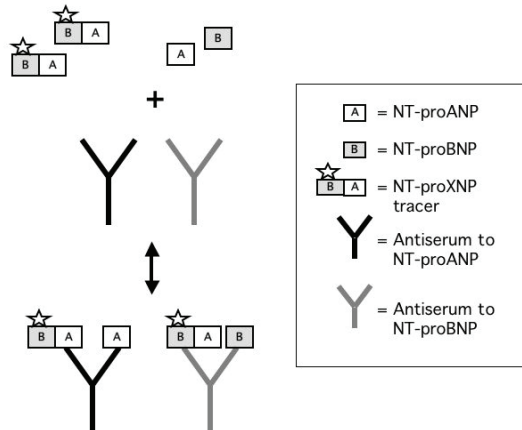 B A
B A
A
B
+
B A A
B A B
A = NT-proANP
B = NT-proBNP
B A = NT-proXNP
tracer
= Antiserum to
NT-proANP
= Antiserum to
NT-proBNP